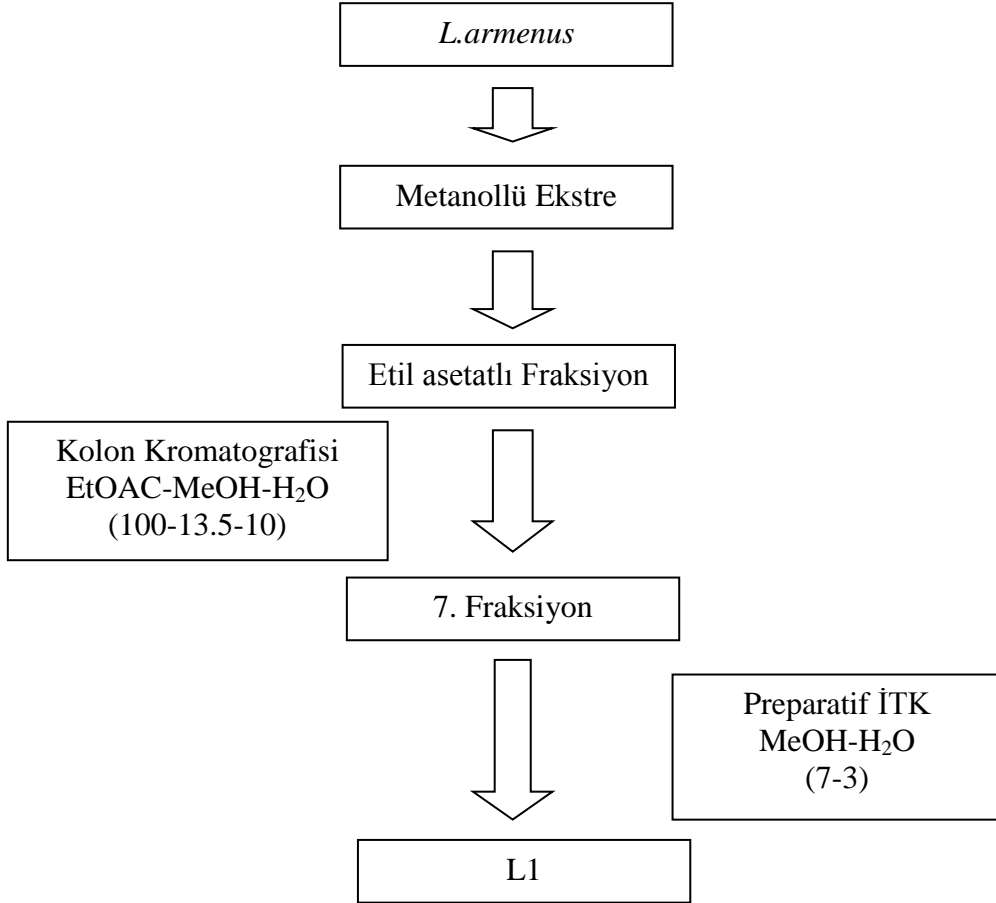 L.armenus
Metanollü Ekstre
Etil asetatlı Fraksiyon
Kolon Kromatografisi
EtOAC-MeOH-H₂O
(100-13.5-10)
7. Fraksiyon
Preparatif İTK
MeOH-H₂O
(7-3)
L1